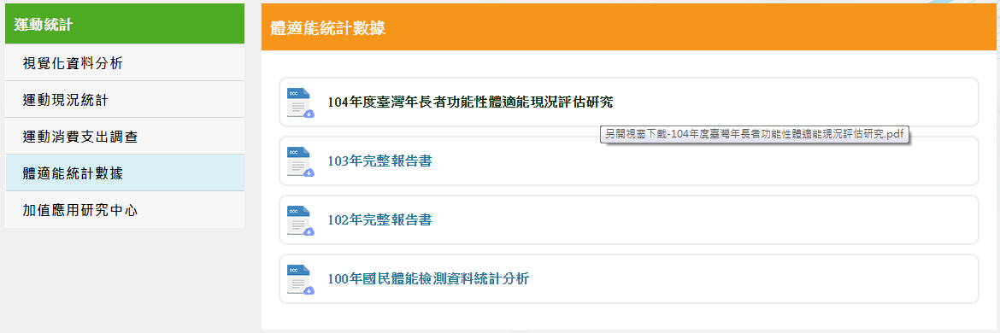 運動統計
視覺化資料分析
運動現況統計
運動消費支出調查
體適能統計數據
加值應用研究中心
體適能統計數據
DOC
104年度臺灣年長者功能性體適能現況評估研究
另開視窗下載-104年度臺灣年長者功能性體適能現況評估研究.pdf
DOC
103年完整報告書
DOC
102年完整報告書
DOC
100年國民體能檢測資料統計分析